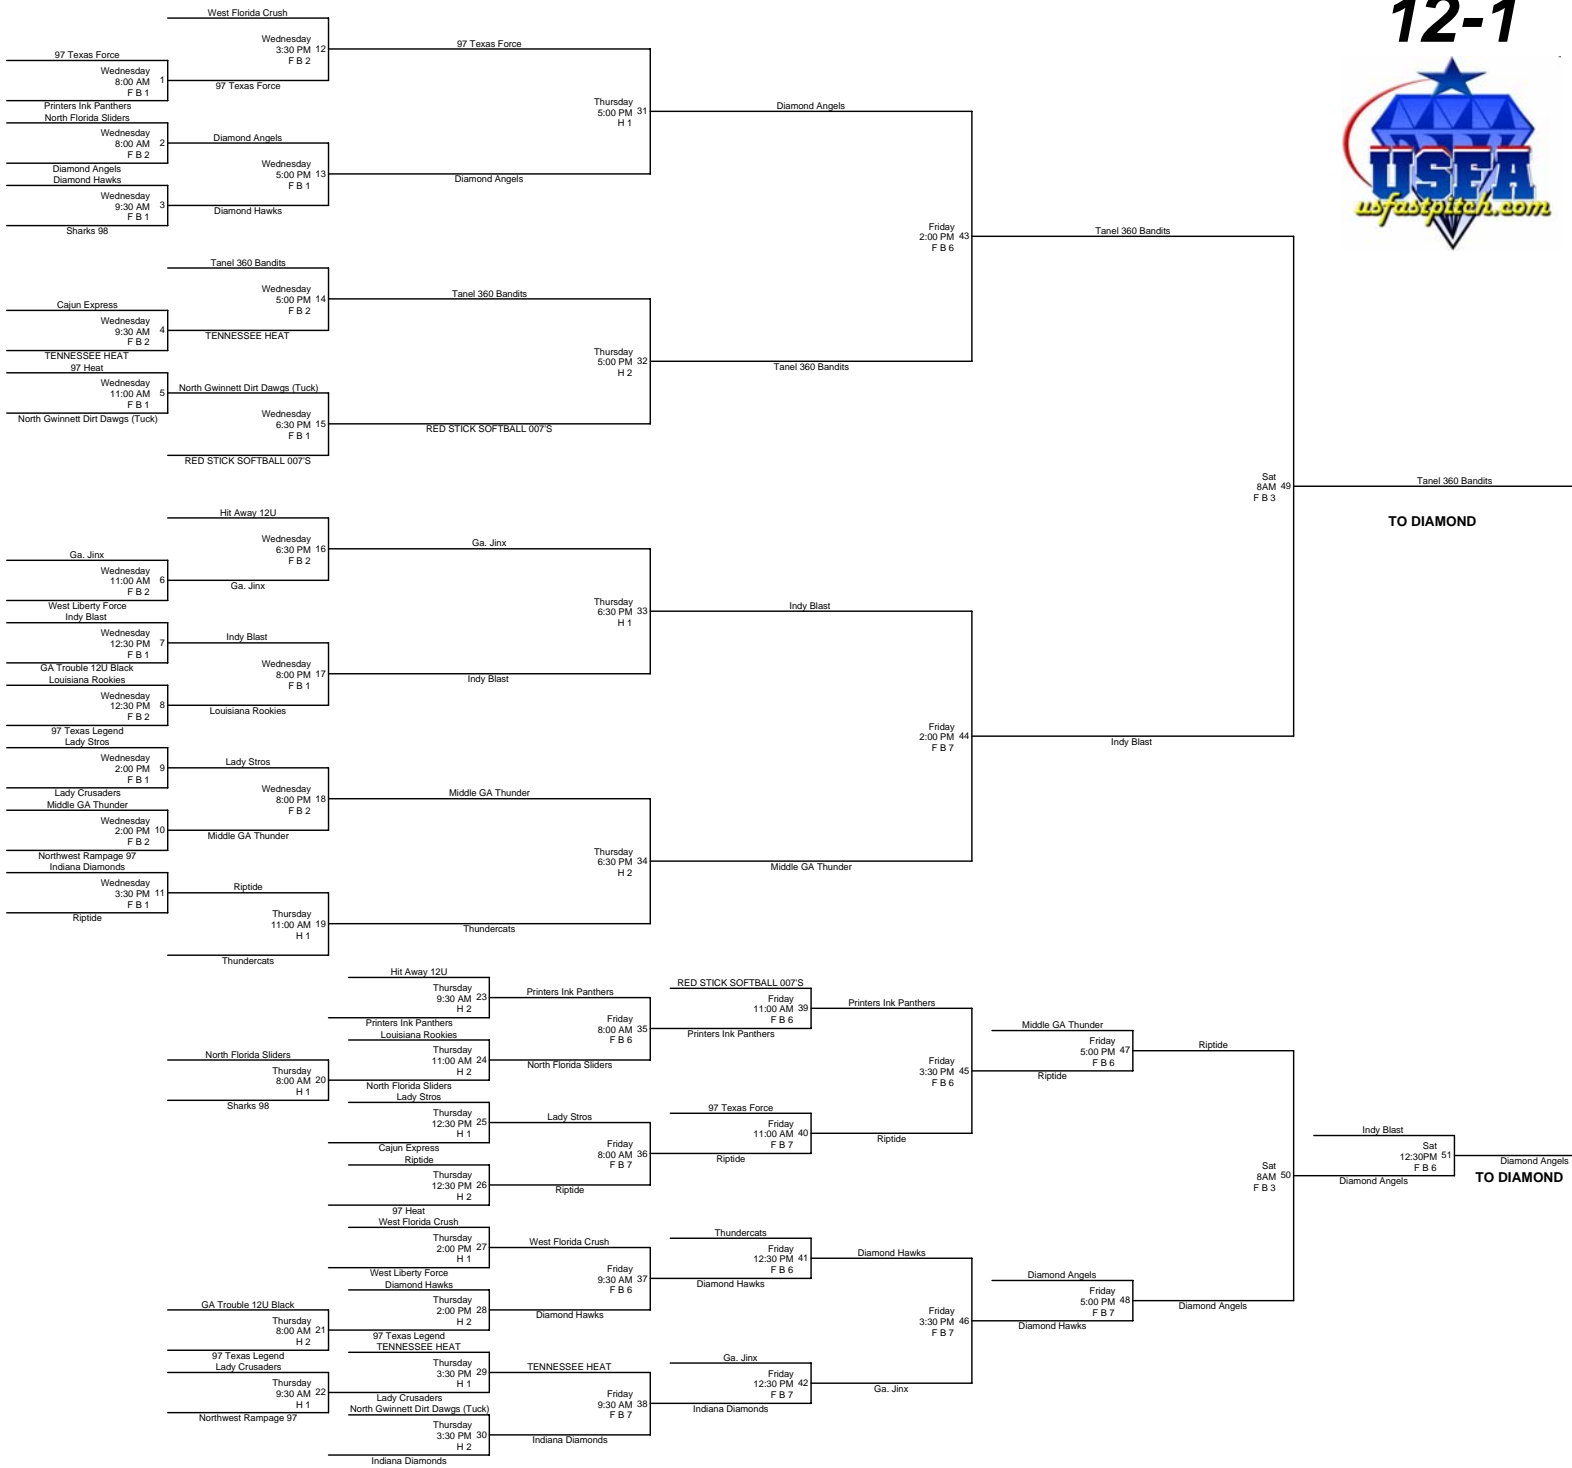 12-1
USFA
usfastpitch.com
West Florida Crush
Wednesday
3:30 PM 12
F B 2
97 Texas Force
97 Texas Force
97 Texas Force
Wednesday
8:00 AM 1
F B 1
Printers Ink Panthers
North Florida Sliders
Wednesday
8:00 AM 2
F B 2
Diamond Angels
Diamond Angels
Diamond Hawks
Wednesday
9:30 AM 3
F B 1
Sharks 98
Wednesday
5:00 PM 13
F B 1
Diamond Hawks
Diamond Angels
Thursday
5:00 PM 31
H 1
Diamond Angels
Tanel 360 Bandits
Wednesday
5:00 PM 14
F B 2
Tanel 360 Bandits
Cajun Express
Wednesday
9:30 AM 4
F B 2
TENNESSEE HEAT
TENNESSEE HEAT
97 Heat
Wednesday
11:00 AM 5
F B 1
North Gwinnett Dirt Dawgs (Tuck)
North Gwinnett Dirt Dawgs (Tuck)
Wednesday
6:30 PM 15
F B 1
RED STICK SOFTBALL 007'S
RED STICK SOFTBALL 007'S
Thursday
5:00 PM 32
H 2
Tanel 360 Bandits
Friday
2:00 PM 43
F B 6
Tanel 360 Bandits
Hit Away 12U
Wednesday
6:30 PM 16
F B 2
Ga. Jinx
Ga. Jinx
Wednesday
11:00 AM 6
F B 2
Ga. Jinx
West Liberty Force
Indy Blast
Wednesday
12:30 PM 7
F B 1
Indy Blast
GA Trouble 12U Black
Louisiana Rookies
Wednesday
12:30 PM 8
F B 2
Louisiana Rookies
97 Texas Legend
Wednesday
8:00 PM 17
F B 1
Indy Blast
Thursday
6:30 PM 33
H 1
Indy Blast
Lady Stros
Wednesday
2:00 PM 9
F B 1
Lady Stros
Lady Crusaders
Middle GA Thunder
Wednesday
2:00 PM 10
F B 2
Middle GA Thunder
Northwest Rampage 97
Wednesday
8:00 PM 18
F B 2
Middle GA Thunder
Indiana Diamonds
Wednesday
3:30 PM 11
F B 1
Riptide
Riptide
Thursday
11:00 AM 19
H 1
Thundercats
Thundercats
Thursday
6:30 PM 34
H 2
Middle GA Thunder
Friday
2:00 PM 44
F B 7
Indy Blast
Sat
8AM 49
F B 3
Tanel 360 Bandits
TO DIAMOND
Hit Away 12U
Thursday
9:30 AM 23
H 2
Printers Ink Panthers
Printers Ink Panthers
Louisiana Rookies
Thursday
11:00 AM 24
H 2
North Florida Sliders
North Florida Sliders
North Florida Sliders
Thursday
8:00 AM 20
H 1
Sharks 98
Friday
8:00 AM 35
F B 6
Printers Ink Panthers
RED STICK SOFTBALL 007'S
Friday
11:00 AM 39
F B 6
Printers Ink Panthers
Lady Stros
Thursday
12:30 PM 25
H 1
Cajun Express
Lady Stros
Riptide
Thursday
12:30 PM 26
H 2
97 Heat
Riptide
Friday
8:00 AM 36
F B 7
Riptide
97 Texas Force
Friday
11:00 AM 40
F B 7
Riptide
Friday
3:30 PM 45
F B 6
Riptide
Middle GA Thunder
Friday
5:00 PM 47
F B 6
Riptide
West Florida Crush
Thursday
2:00 PM 27
H 1
West Liberty Force
West Florida Crush
Diamond Hawks
Thursday
2:00 PM 28
H 2
97 Texas Legend
Diamond Hawks
GA Trouble 12U Black
Thursday
8:00 AM 21
H 2
97 Texas Legend
Friday
9:30 AM 37
F B 6
Diamond Hawks
Thundercats
Friday
12:30 PM 41
F B 6
Diamond Hawks
TENNESSEE HEAT
Thursday
3:30 PM 29
H 1
Lady Crusaders
TENNESSEE HEAT
Lady Crusaders
Thursday
9:30 AM 22
H 1
Northwest Rampage 97
North Gwinnett Dirt Dawgs (Tuck)
Thursday
3:30 PM 30
H 2
Indiana Diamonds
Indiana Diamonds
Friday
9:30 AM 38
F B 7
Indiana Diamonds
Ga. Jinx
Friday
12:30 PM 42
F B 7
Ga. Jinx
Friday
3:30 PM 46
F B 7
Diamond Hawks
Diamond Angels
Friday
5:00 PM 48
F B 7
Diamond Angels
Sat
8AM 50
F B 3
Diamond Angels
Indy Blast
Sat
12:30PM 51
F B 6
Diamond Angels
TO DIAMOND